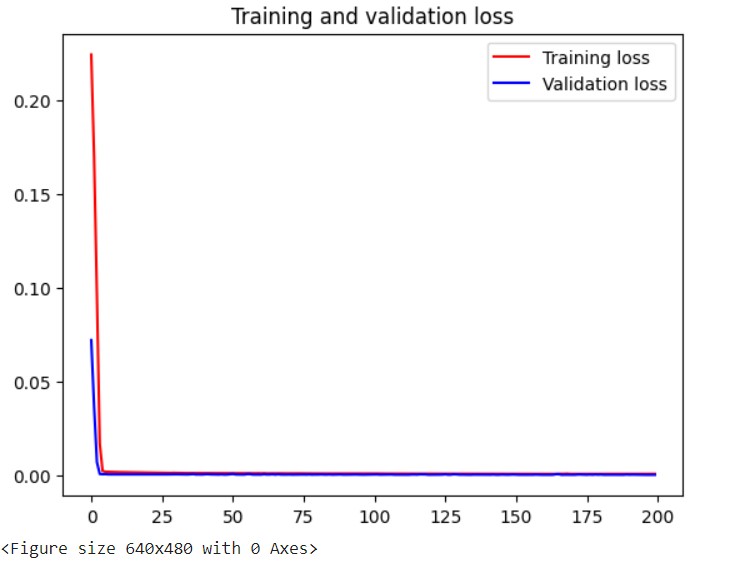 Training and validation loss
Training loss
Validation loss
0.20
0.15
0.10
0.05
0.00
0 25 50 75 100 125 150 175 200
<Figure size 640x480 with 0 Axes>